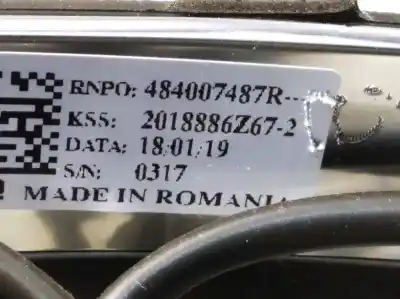 RNPO: 484007487R--
KSS: 2018886Z67-2
DATA: 18/01/19
S/N: 0317
MADE IN ROMANIA